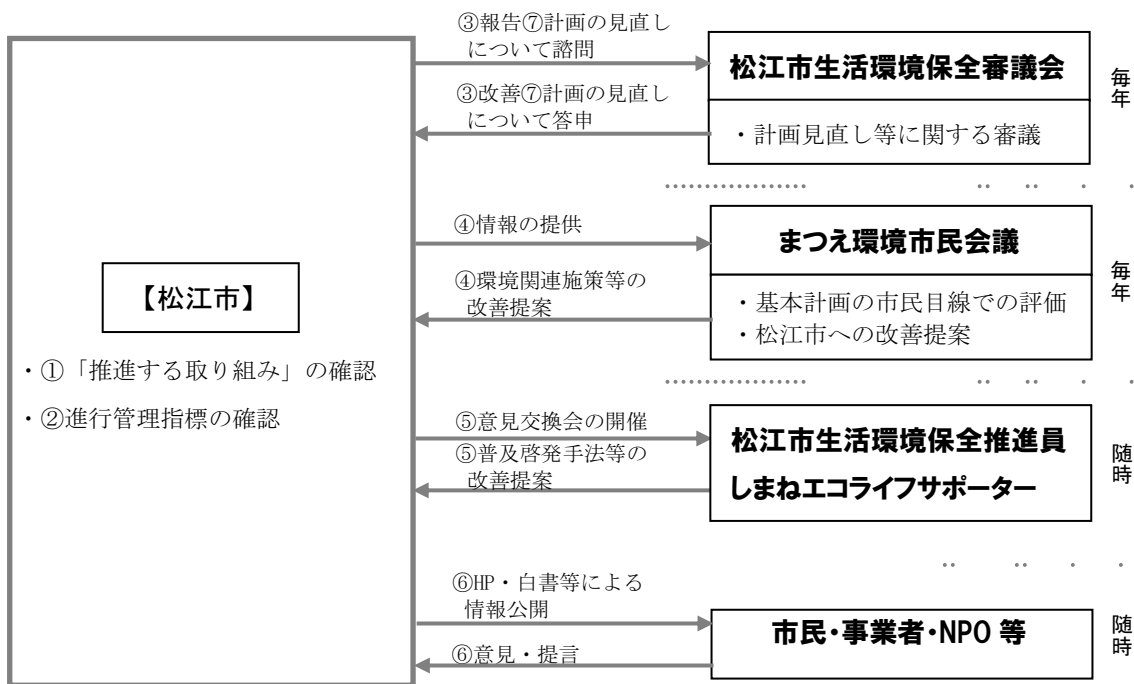 ③報告⑦計画の見直し
について諮問
松江市生活環境保全審議会
毎年
③改善⑦計画の見直し
について答申
・計画見直し等に関する審議
④情報の提供
まつえ環境市民会議
毎年
④環境関連施策等の
改善提案
・基本計画の市民目線での評価
・松江市への改善提案
【松江市】
・①「推進する取り組み」の確認
・②進行管理指標の確認
⑤意見交換会の開催
⑤普及啓発手法等の
改善提案
松江市生活環境保全推進員
しまねエコライフサポーター
随時
⑥HP・白書等による
情報公開
市民・事業者・NPO 等
随時
⑥意見・提言